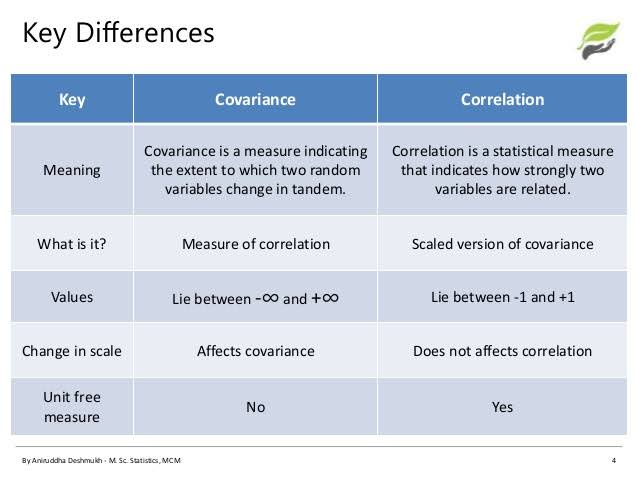 Key Differences
Key
Covariance
Correlation
Meaning
Covariance is a measure indicating
the extent to which two random
variables change in tandem.
Correlation is a statistical measure
that indicates how strongly two
variables are related.
What is it?
Measure of correlation
Scaled version of covariance
Values
Lie between -∞ and +∞
Lie between -1 and +1
Change in scale
Affects covariance
Does not affects correlation
Unit free
measure
No
Yes
By Aniruddha Deshmukh - M. Sc. Statistics, MCM
4